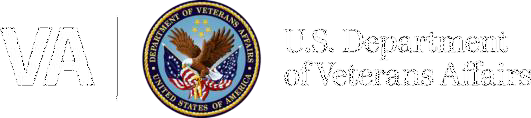 VA
DEPARTMENT OF VETERANS AFFAIRS
UNITED STATES OF AMERICA
U.S. Department
of Veterans Affairs